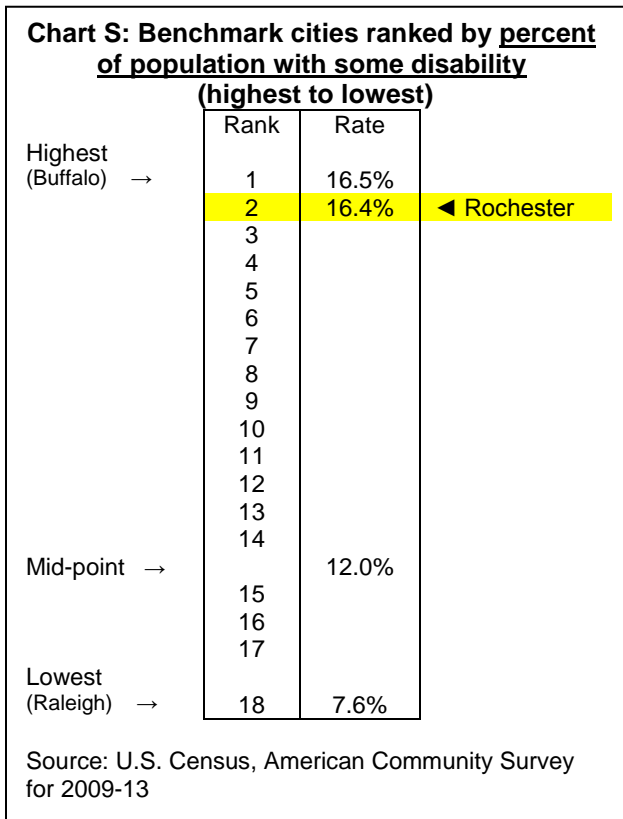 Chart S: Benchmark cities ranked by percent
of population with some disability
(highest to lowest)
Rank Rate
Highest
(Buffalo) → 1 16.5%
2 16.4% ◄ Rochester
3
4
5
6
7
8
9
10
11
12
13
14
Mid-point → 12.0%
15
16
17
Lowest
(Raleigh) → 18 7.6%
Source: U.S. Census, American Community Survey
for 2009-13